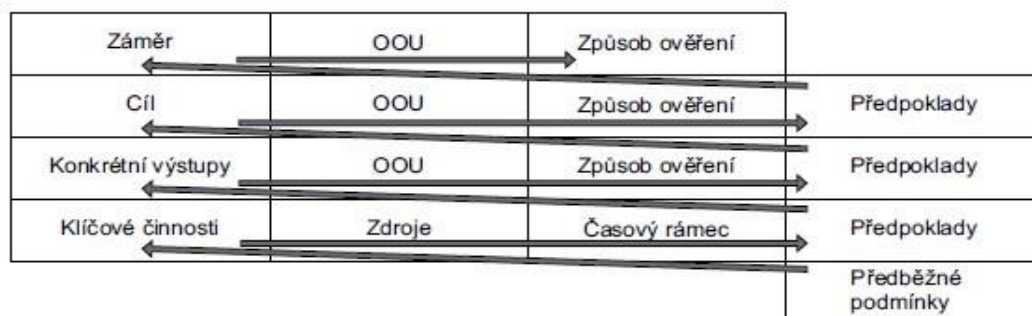 Záměr OOU Způsob ověření
Cíl OOU Způsob ověření Předpoklady
Konkrétní výstupy OOU Způsob ověření Předpoklady
Klíčové činnosti Zdroje Časový rámec Předpoklady
Předběžné
podmínky